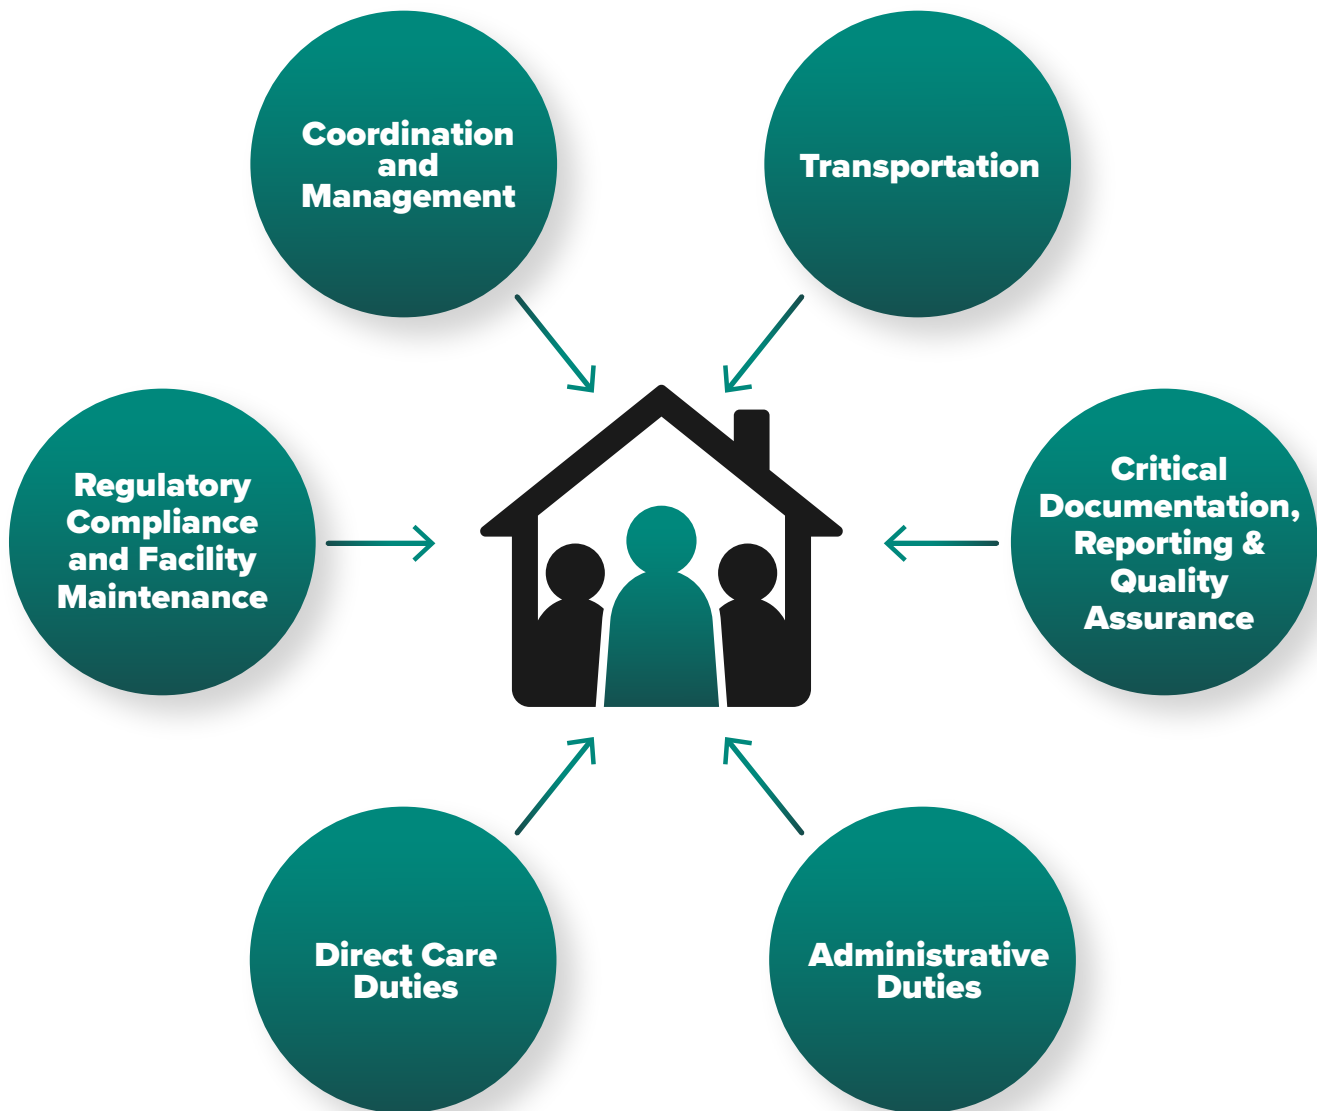 Coordination
and
Management
Transportation
Regulatory
Compliance
and Facility
Maintenance
Critical
Documentation,
Reporting &
Quality
Assurance
Direct Care
Duties
Administrative
Duties